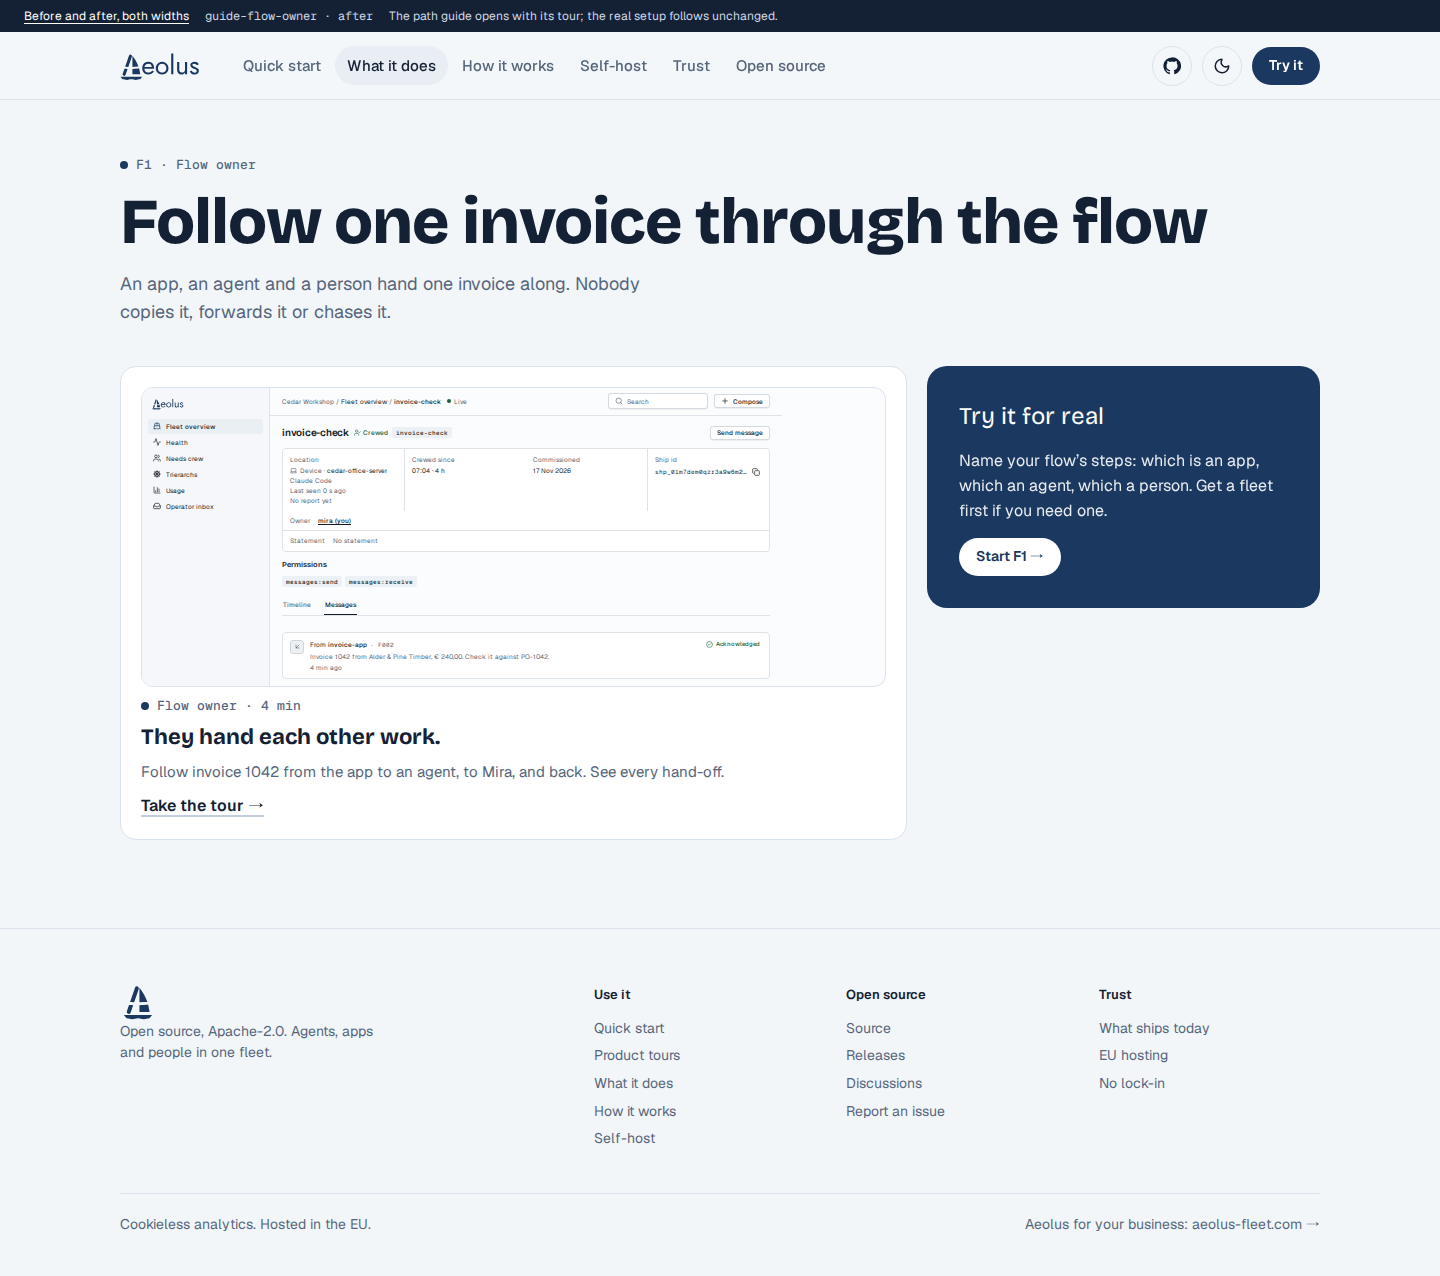 Before and after, both widths guide-flow-owner · after The path guide opens with its tour; the real setup follows unchanged.
Aeolus Quick start What it does How it works Self-host Trust Open source Try it
F1 · Flow owner
Follow one invoice through the flow
An app, an agent and a person hand one invoice along. Nobody
copies it, forwards it or chases it.
Aeolus
Fleet overview
Health
Needs crew
Trierarchs
Usage
Operator inbox
Cedar Workshop / Fleet overview / invoice-check Live Search Compose
invoice-check Crewed invoice-check Send message
Location
Device · cedar-office-server
Claude Code
Last seen 0 s ago
No report yet
Crewed since
07:04 · 4 h
Commissioned
17 Nov 2026
Ship id
Owner mira (you)
Statement No statement
Permissions
messages:send messages:receive
Timeline Messages
From invoice-app · F002 Acknowledged
Invoice 1042 from Alder & Pine Timber, € 240,00. Check it against PO-1042.
4 min ago
Flow owner · 4 min
They hand each other work.
Follow invoice 1042 from the app to an agent, to Mira, and back. See every hand-off.
Take the tour →
Try it for real
Name your flow’s steps: which is an app,
which an agent, which a person. Get a fleet
first if you need one.
Start F1 →
Open source, Apache-2.0. Agents, apps
and people in one fleet.
Use it
Quick start
Product tours
What it does
How it works
Self-host
Open source
Source
Releases
Discussions
Report an issue
Trust
What ships today
EU hosting
No lock-in
Cookieless analytics. Hosted in the EU.
Aeolus for your business: aeolus-fleet.com →